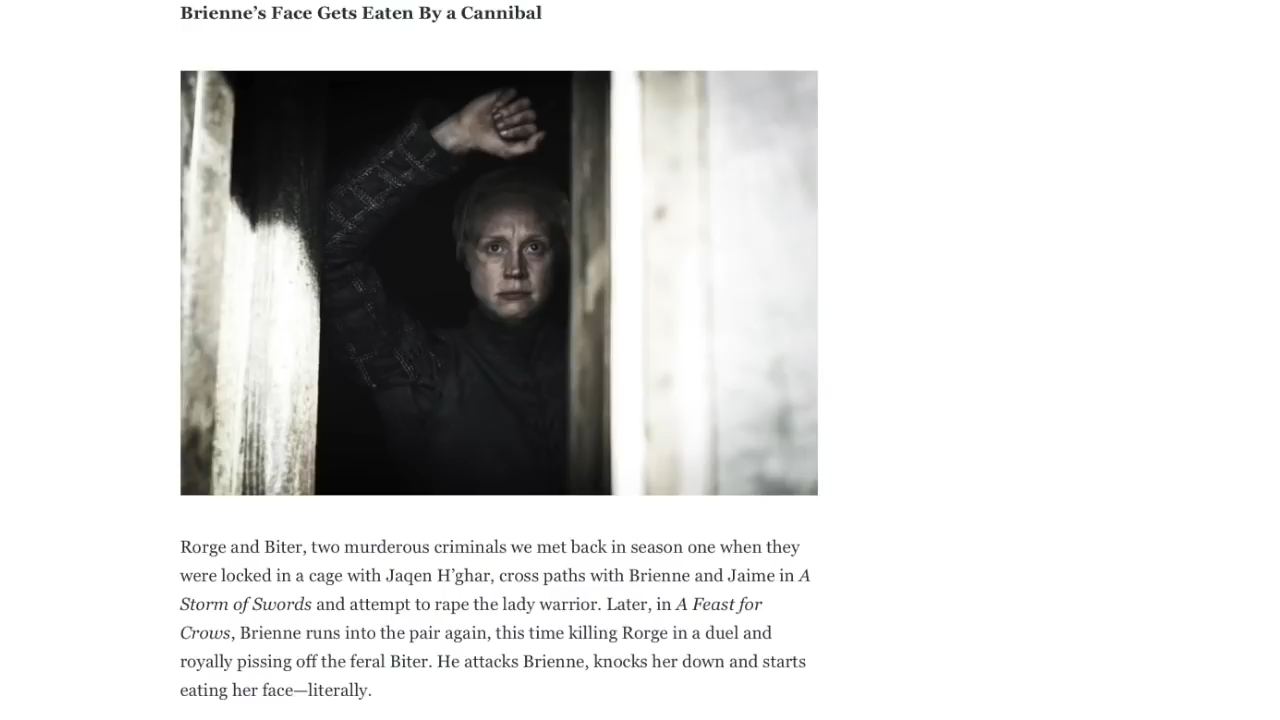 Brienne’s Face Gets Eaten By a Cannibal
Rorge and Biter, two murderous criminals we met back in season one when they
were locked in a cage with Jaqen H’ghar, cross paths with Brienne and Jaime in A
Storm of Swords and attempt to rape the lady warrior. Later, in A Feast for
Crows, Brienne runs into the pair again, this time killing Rorge in a duel and
royally pissing off the feral Biter. He attacks Brienne, knocks her down and starts
eating her face—literally.